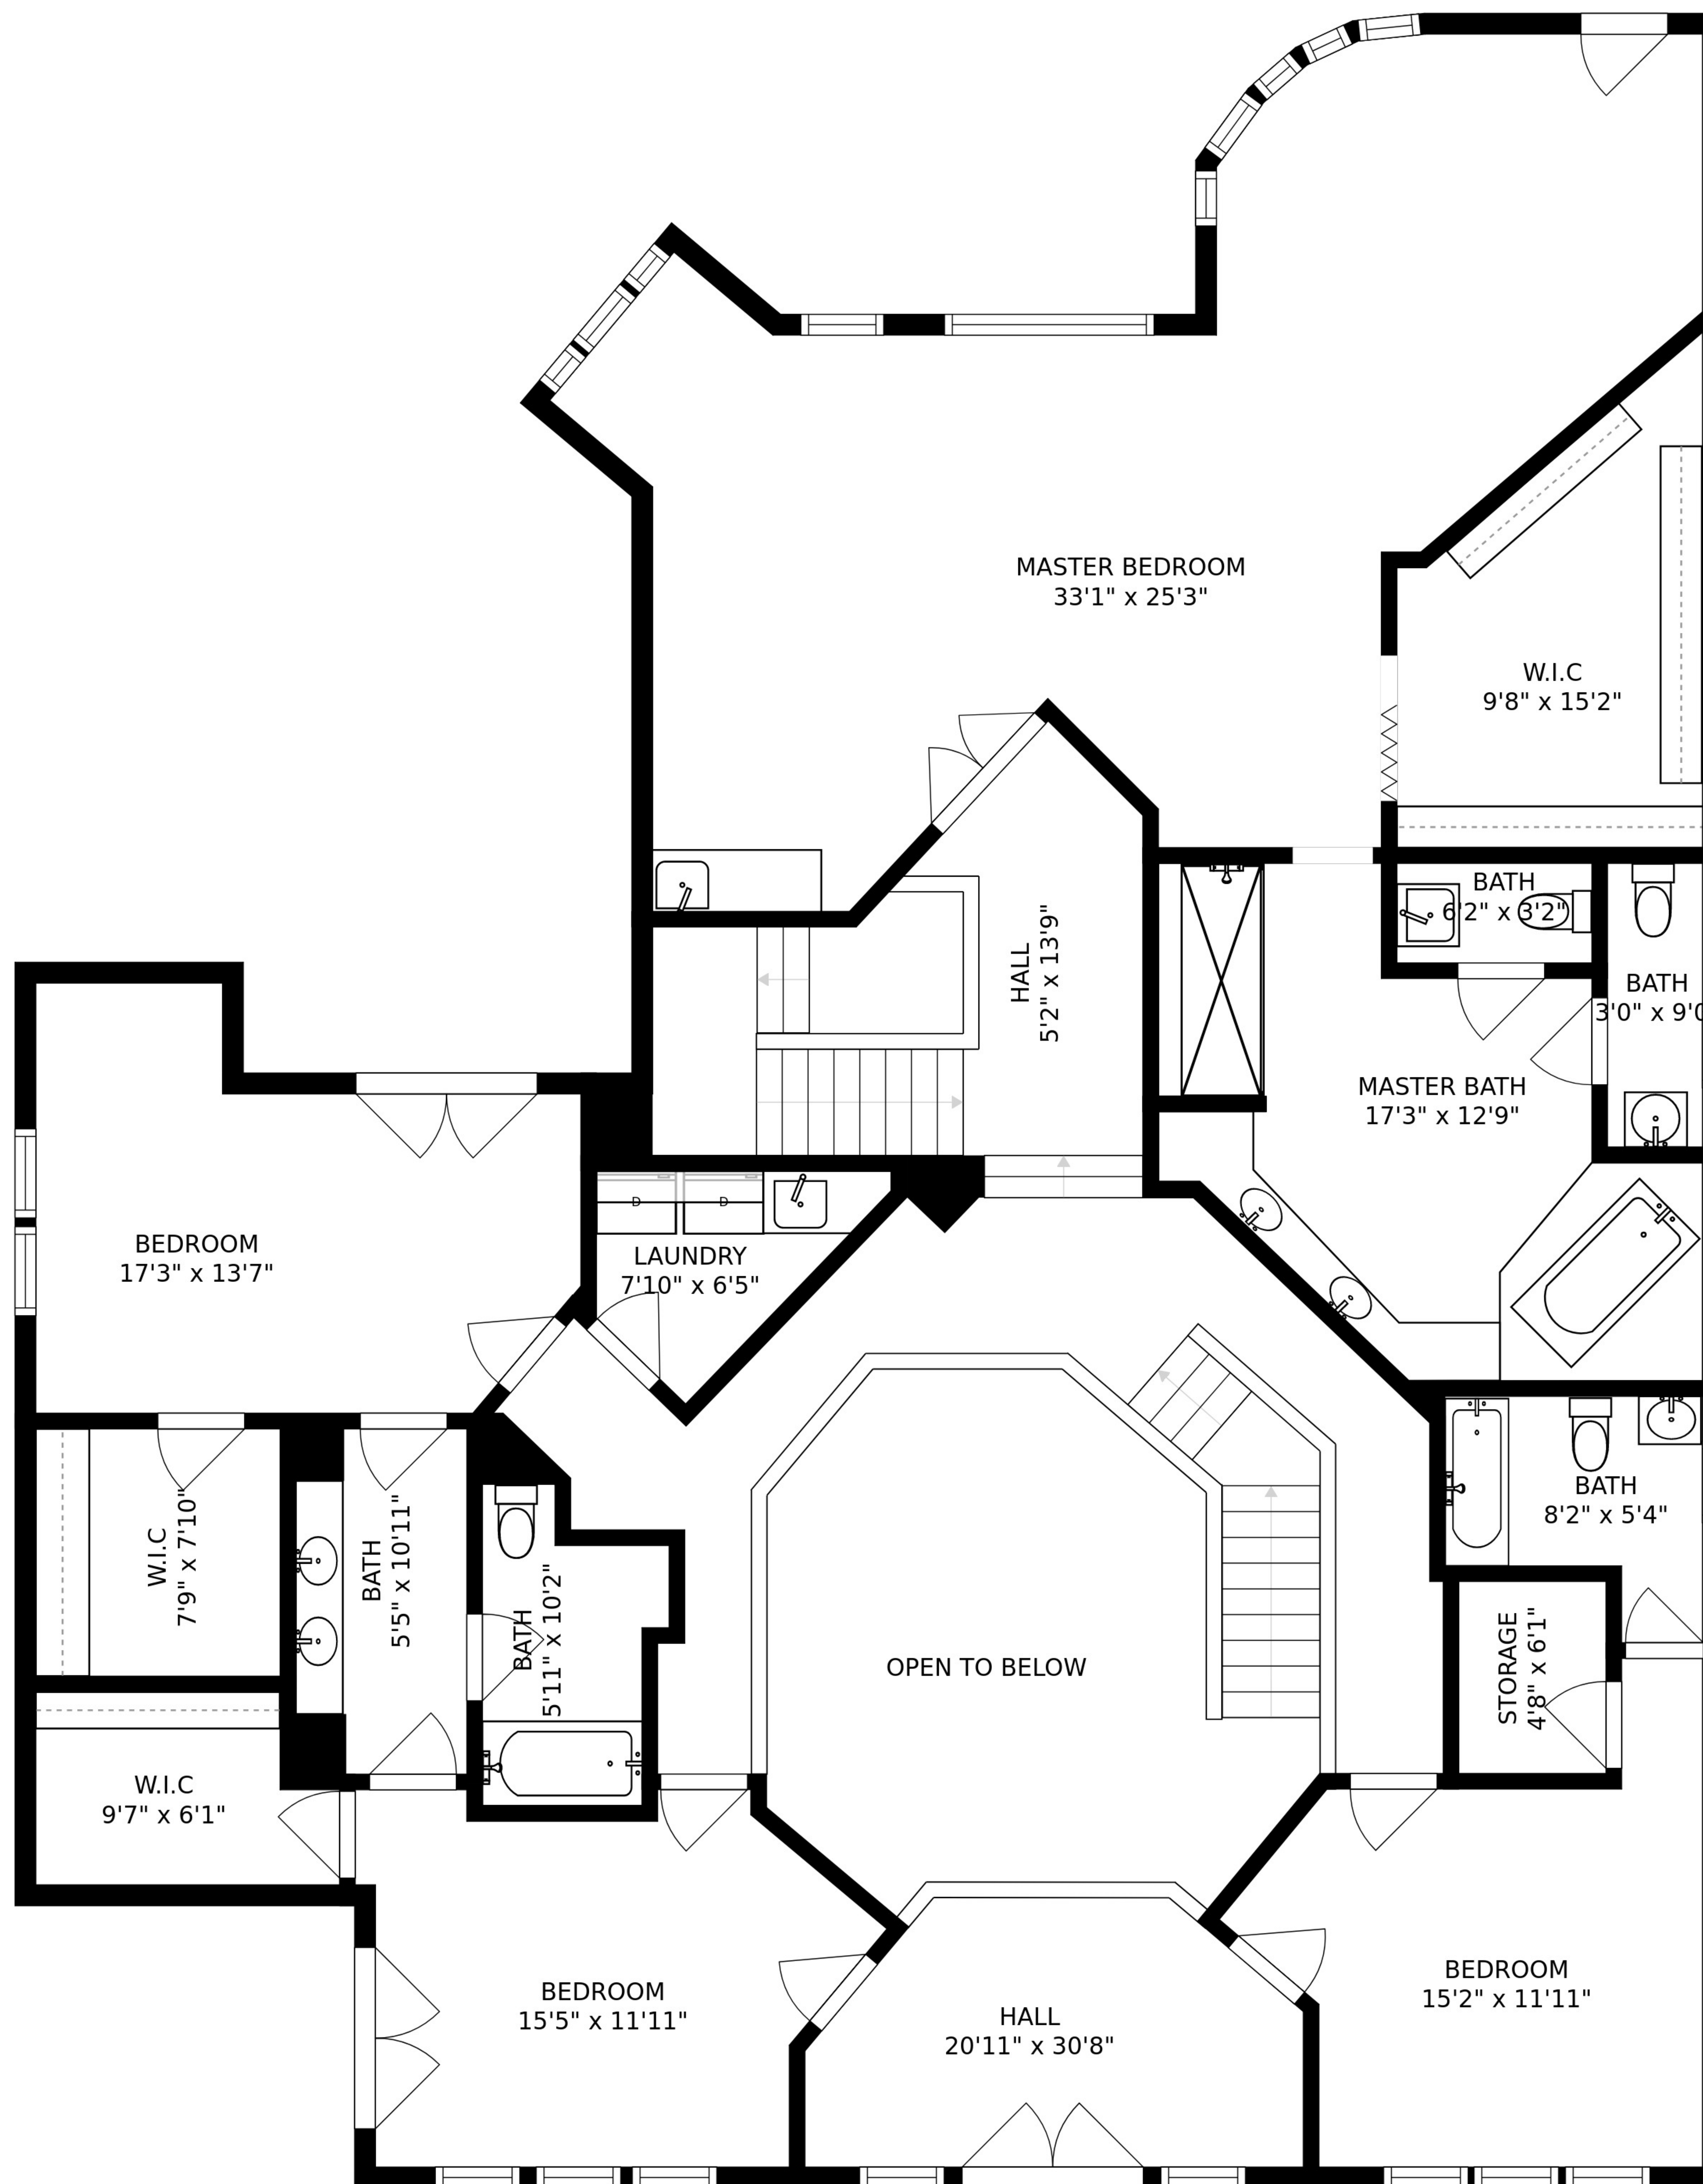 MASTER BEDROOM
33'1" x 25'3"
W.I.C
9'8" x 15'2"
BATH
6'2" x 3'2"
HALL
5'2" x 13'9"
BATH
3'0" x 9'0
MASTER BATH
17'3" x 12'9"
D
D
BEDROOM
17'3" x 13'7"
LAUNDRY
7'10" x 6'5"
W.I.C
7'9" x 7'10"
BATH
5'5" x 10'11"
BATH
5'11" x 10'2"
BATH
8'2" x 5'4"
OPEN TO BELOW
STORAGE
4'8" x 6'1"
W.I.C
9'7" x 6'1"
BEDROOM
15'5" x 11'11"
HALL
20'11" x 30'8"
BEDROOM
15'2" x 11'11"